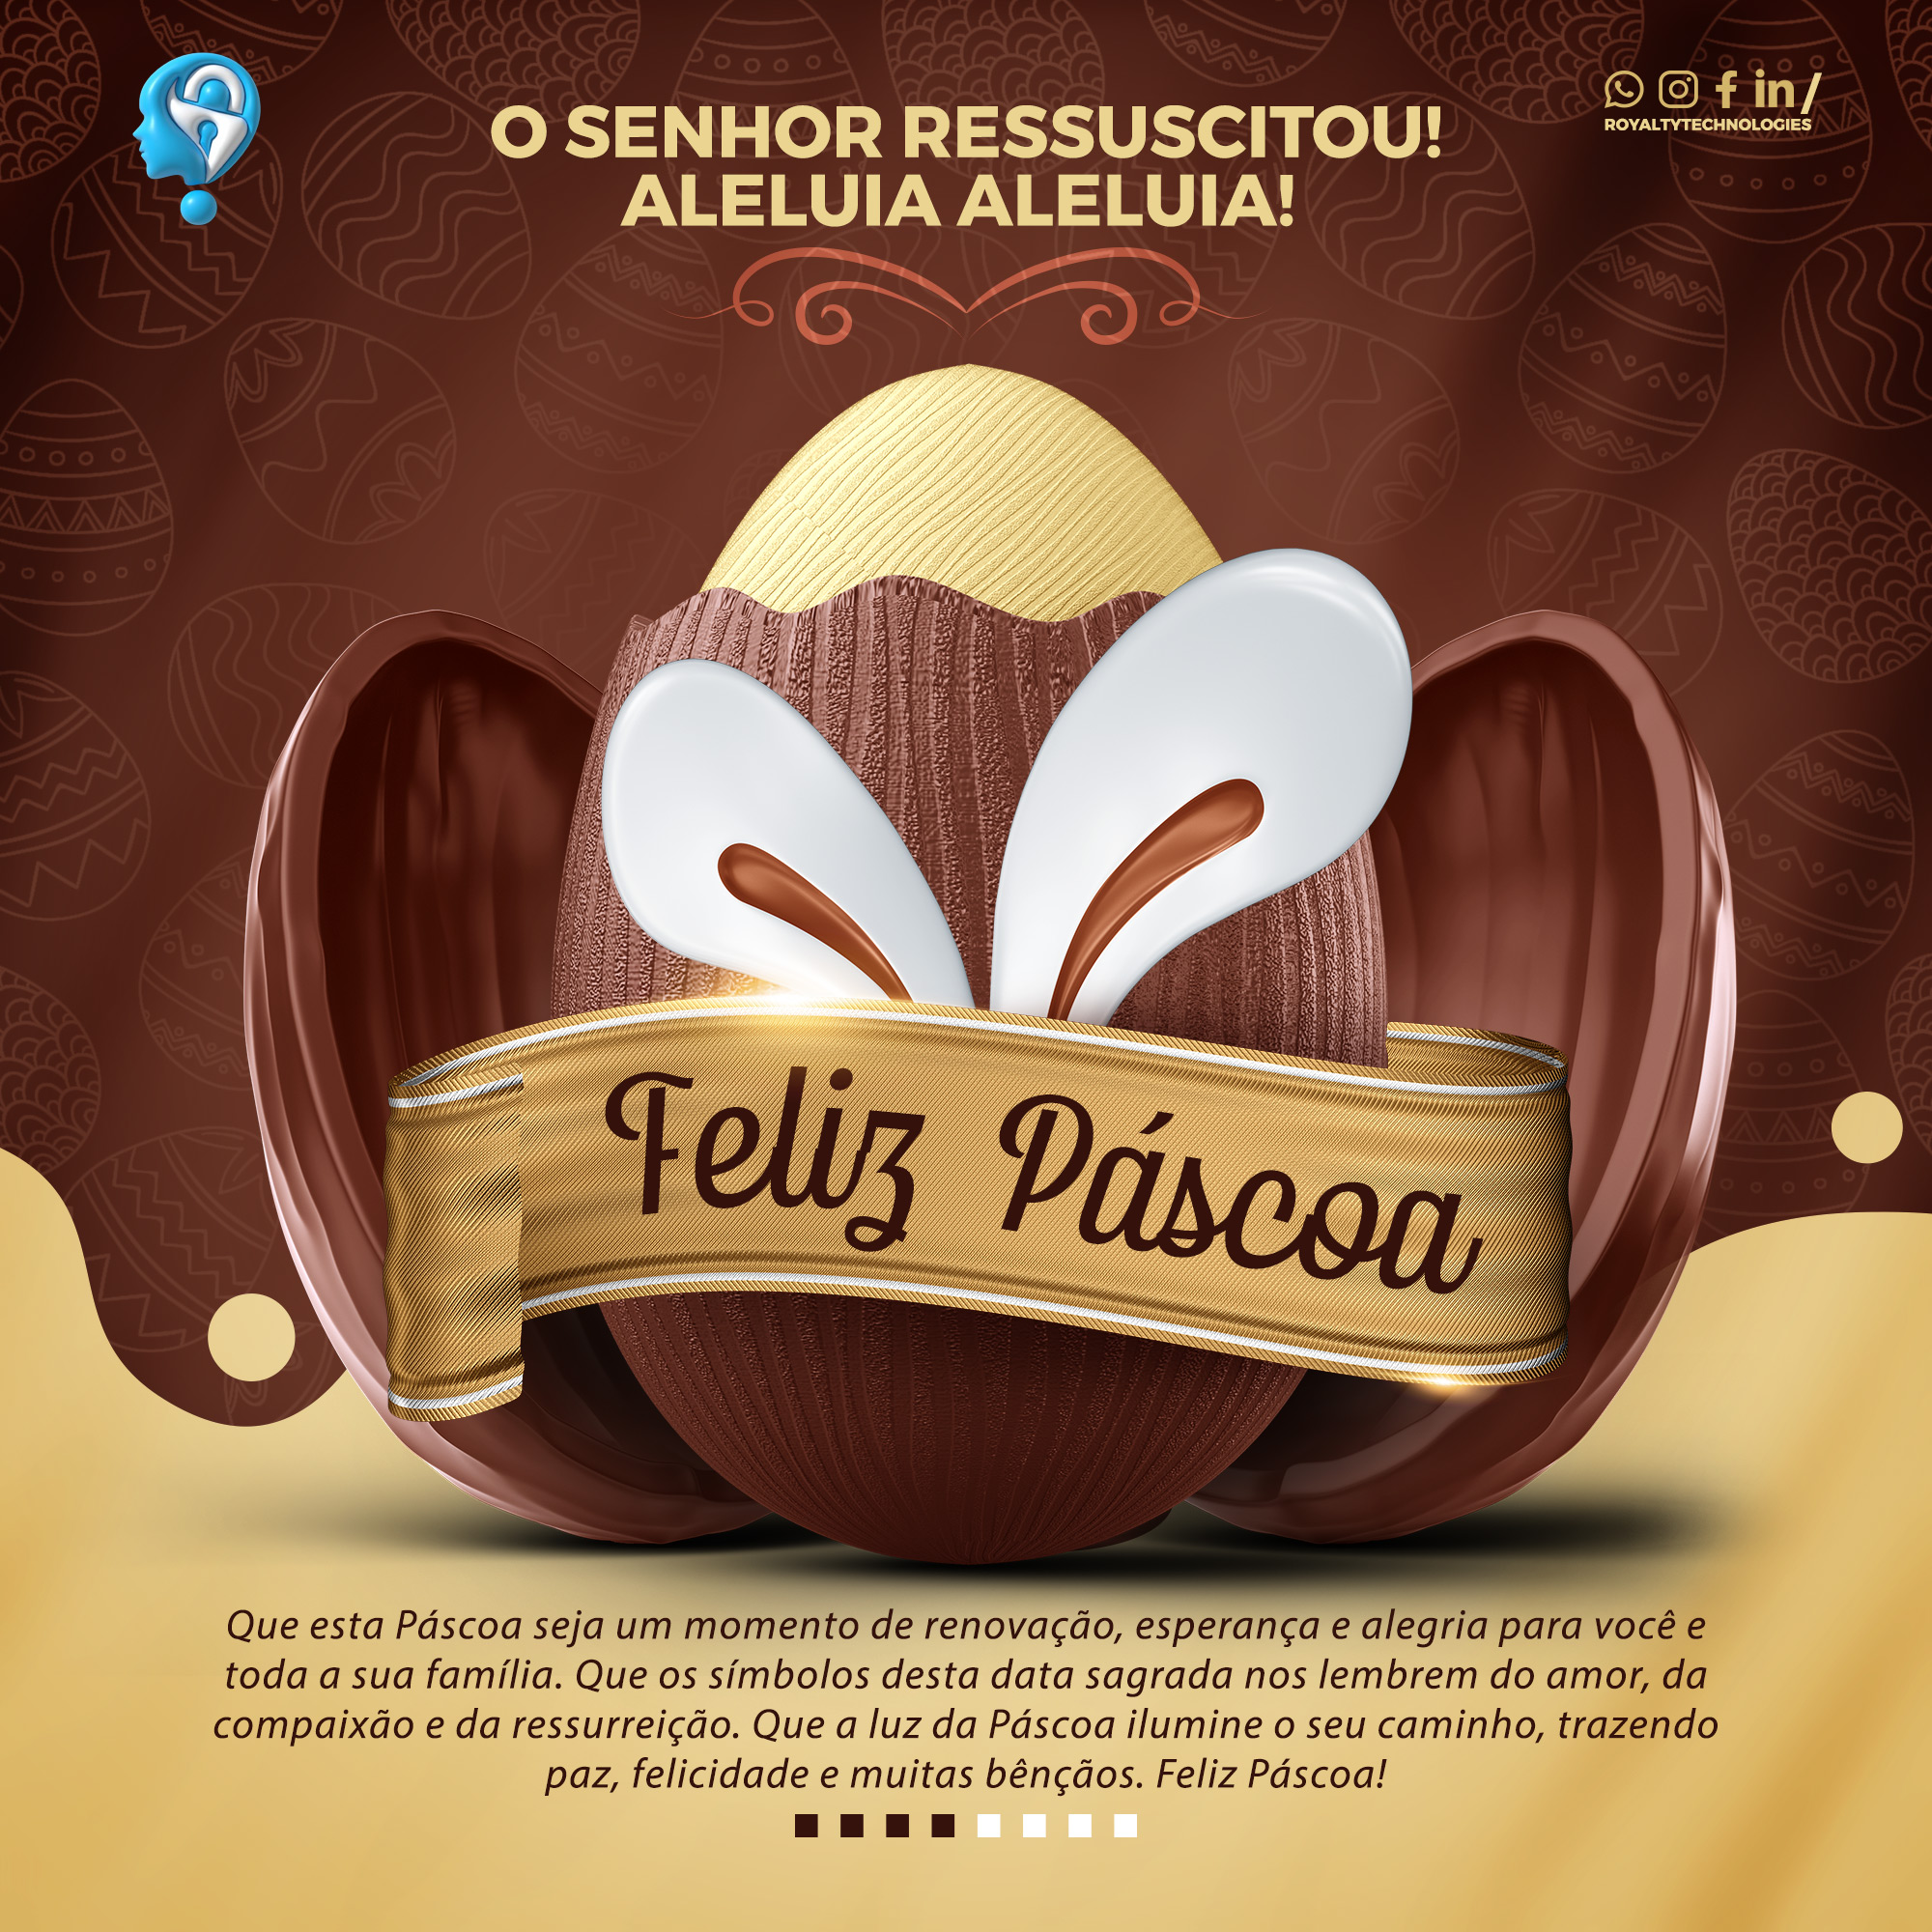 O SENHOR RESSUSCITOU!
ALELUIA ALELUIA!
in/
ROYALTYTECHNOLOGIES
Feliz Páscoa
Que esta Páscoa seja um momento de renovação, esperança e alegria para você e
toda a sua família. Que os símbolos desta data sagrada nos lembrem do amor, da
compaixão e da ressurreição. Que a luz da Páscoa ilumine o seu caminho, trazendo
paz, felicidade e muitas bênçãos. Feliz Páscoa!